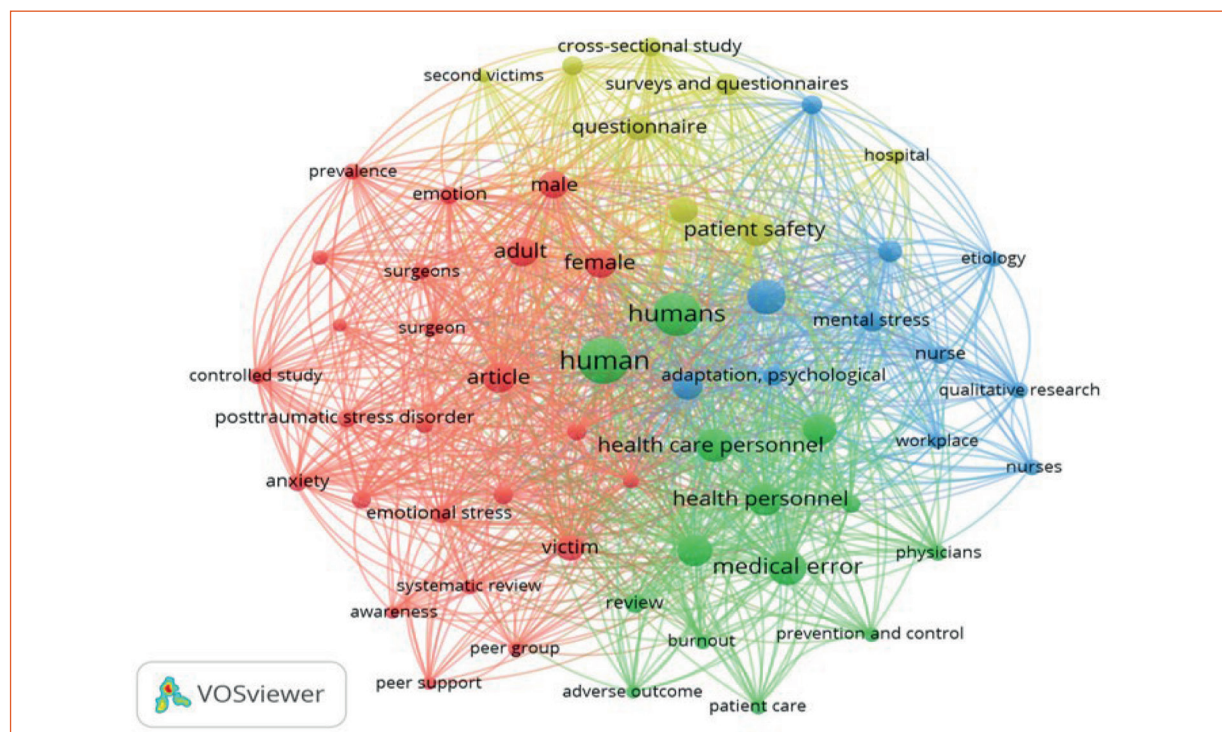 cross-sectional study
second victims
surveys and questionnaires
questionnaire
hospital
prevalence
male
emotion
patient safety
adult
female
etiology
surgeons
humans
mental stress
surgeon
human
nurse
controlled study
article
adaptation, psychological
qualitative research
posttraumatic stress disorder
health care personnel
workplace
nurses
anxiety
health personnel
emotional stress
victim
physicians
medical error
systematic review
awareness
review
prevention and control
burnout
peer group
peer support
adverse outcome
patient care
VOSviewer